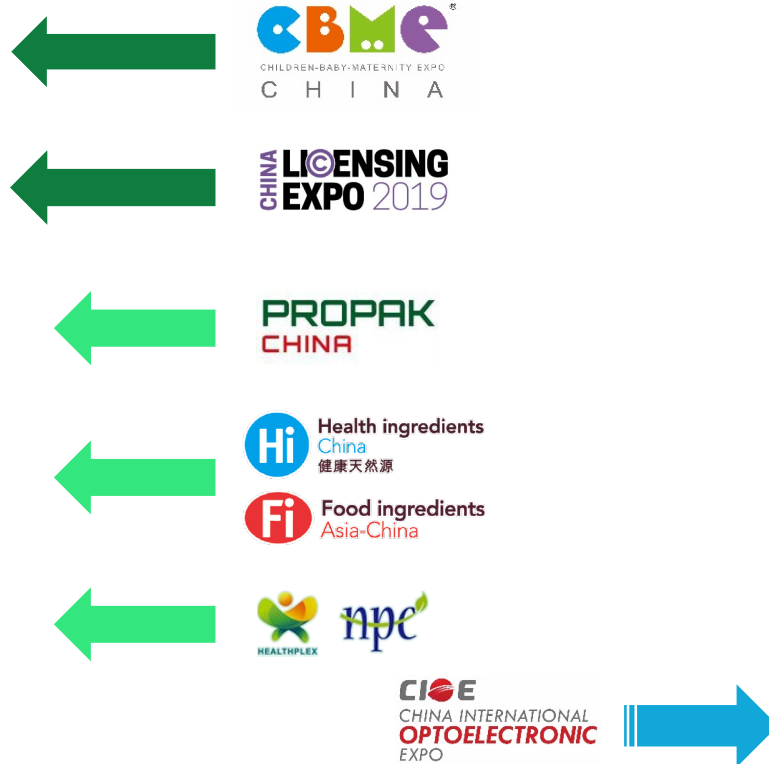 CBMe®
CHILDREN-BABY-MATERNITY EXPO
CHINA
CHINA LICENSING
EXPO 2019
PROPAK
CHINA
Hi Health ingredients
China
健康天然源
Fi Food ingredients
Asia-China
HEALTHPLEX npc
CIOE
CHINA INTERNATIONAL
OPTOELECTRONIC
EXPO